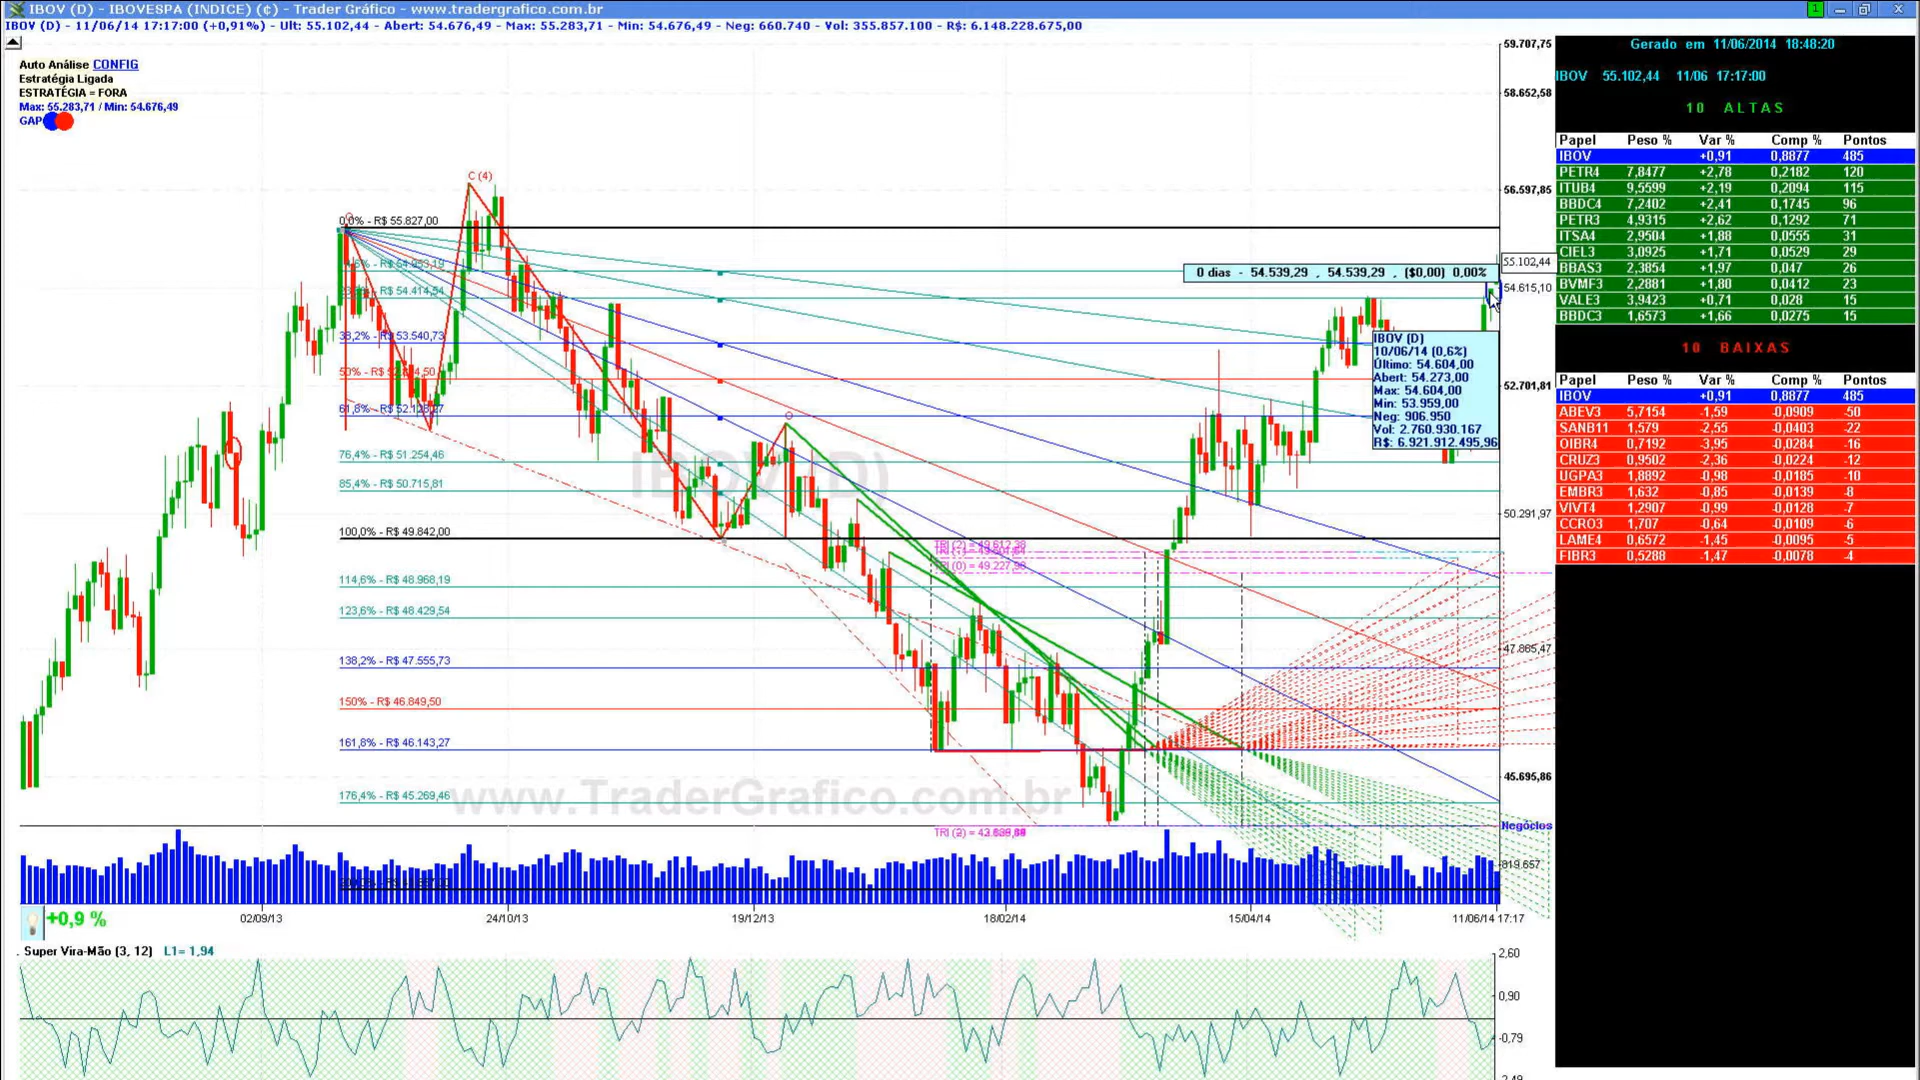 IBOV (D) - IBOVESPA (INDICE) (¢) - Trader Gráfico - www.tradergrafico.com.br
IBOV (D) - 11/06/14 17:17:00 (+0,91%) - Ult: 55.102,44 - Abert: 54.676,49 - Max: 55.283,71 - Min: 54.676,49 - Neg: 660.740 - Vol: 355.857.100 - R$: 6.148.228.675,00
Auto Análise CONFIG
Estratégia Ligada
ESTRATÉGIA = FORA
Max: 55.283,71 / Min: 54.676,49
GAP
C (4)
0,0% - R$ 55.827,00
R$ 54.953,19
R$ 54.414,54
38,2% - R$ 53.540,73
50% - R$
61,8% - R$
76,4% - R$ 51.254,46
85,4% - R$ 50.715,81
100,0% - R$ 49.842,00
114,6% - R$ 48.968,19
123,6% - R$ 48.429,54
138,2% - R$ 47.555,73
150% - R$ 46.849,50
161,8% - R$ 46.143,27
176,4% - R$ 45.269,46
IBOV (D)
www.TraderGrafico.com.br
TRI (2) = 49.612,38
TRI (0) = 49.227,98
TRI (2) =
0 dias - 54.539,29 , 54.539,29 , ($0,00) 0,00%
IBOV (D)
10/06/14 (0,6%)
Último: 54.604,00
Abert: 54.273,00
Max: 54.604,00
Min: 53.959,00
Neg: 906.950
Vol: 2.760.930.167
R$: 6.921.912.495,96
59.707,75
58.652,58
56.597,85
55.102,44
54.615,10
52.701,81
50.291,97
47.865,47
45.695,86
Negócios
819.657
02/09/13
24/10/13
19/12/13
18/02/14
15/04/14
11/06/14 17:17
+0,9 %
Super Vira-Mão (3, 12) L1= 1,94
2,60
0,90
-0,79
-2,49
1
Gerado em 11/06/2014 18:48:20
IBOV 55.102,44 11/06 17:17:00
10 ALTAS
Papel Peso % Var % Comp % Pontos
IBOV +0,91 0,8877 485
PETR4 7,8477 +2,78 0,2182 120
ITUB4 9,5599 +2,19 0,2094 115
BBDC4 7,2402 +2,41 0,1745 96
PETR3 4,9315 +2,62 0,1292 71
ITSA4 2,9504 +1,88 0,0555 31
CIEL3 3,0925 +1,71 0,0529 29
BBAS3 2,3854 +1,97 0,047 26
BVMF3 2,2881 +1,80 0,0412 23
VALE3 3,9423 +0,71 0,028 15
BBDC3 1,6573 +1,66 0,0275 15
10 BAIXAS
Papel Peso % Var % Comp % Pontos
IBOV +0,91 0,8877 485
ABEV3 5,7154 -1,59 -0,0909 -50
SANB11 1,579 -2,55 -0,0403 -22
OIBR4 0,7192 -3,95 -0,0284 -16
CRUZ3 0,9502 -2,36 -0,0224 -12
UGPA3 1,8892 -0,98 -0,0185 -10
EMBR3 1,632 -0,85 -0,0139 -8
VIVT4 1,2907 -0,99 -0,0128 -7
CCRO3 1,707 -0,64 -0,0109 -6
LAME4 0,6572 -1,45 -0,0095 -5
FIBR3 0,5288 -1,47 -0,0078 -4